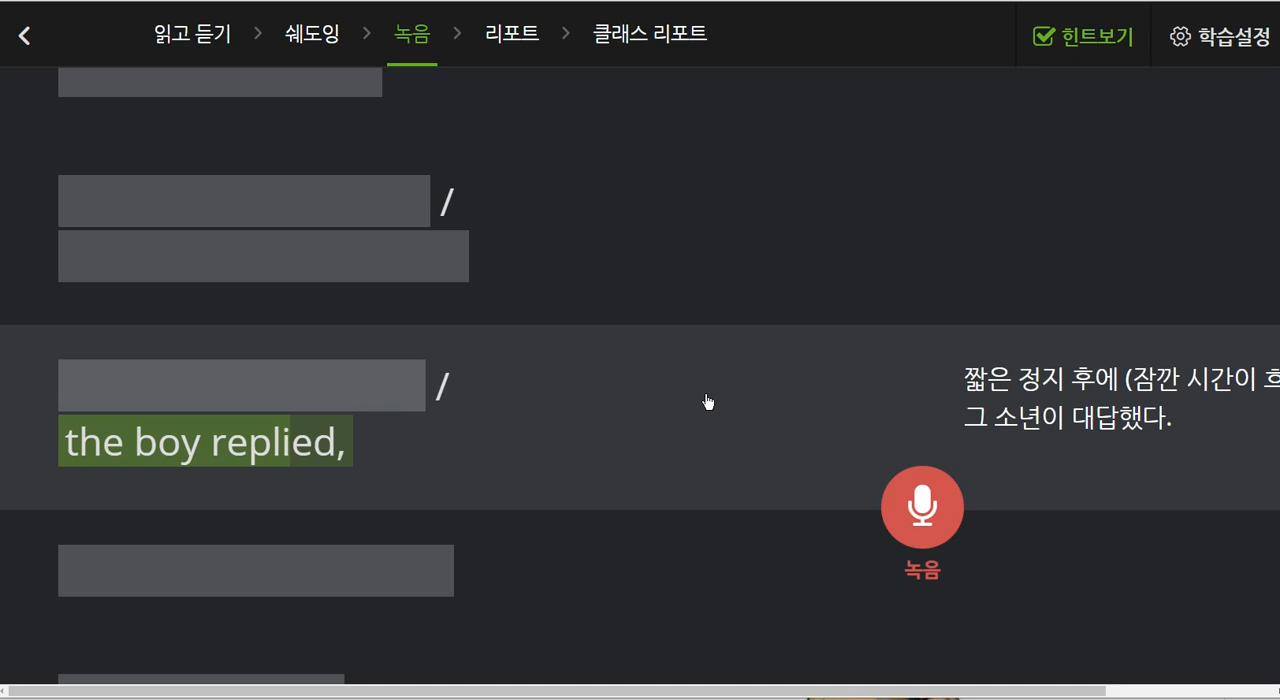 읽고 듣기 > 쉐도잉 > 녹음 > 리포트 > 클래스 리포트
힌트보기
학습설정
/
/
the boy replied,
짧은 정지 후에 (잠깐 시간이
그 소년이 대답했다.
녹음